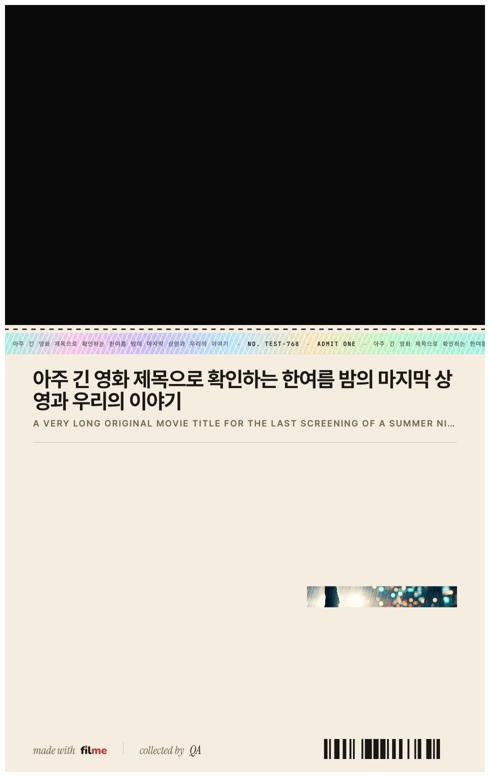 아주 긴 영화 제목으로 확인하는 한여름 밤의 마지막 상영과 우리의 이야기 NO. TEST-768 ADMIT ONE 아주 긴 영화 제목으로 확인하는
아주 긴 영화 제목으로 확인하는 한여름 밤의 마지막 상
영과 우리의 이야기
A VERY LONG ORIGINAL MOVIE TITLE FOR THE LAST SCREENING OF A SUMMER NI...
made with filme collected by QA